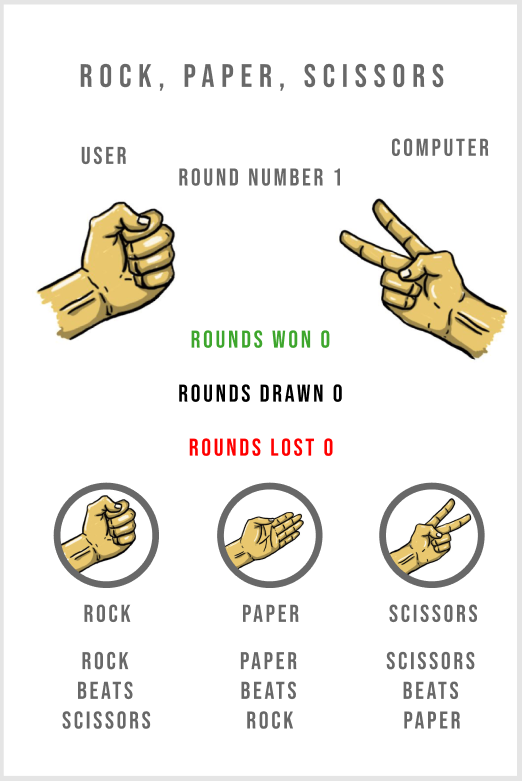 ROCK, PAPER, SCISSORS
USER
COMPUTER
ROUND NUMBER 1
ROUNDS WON 0
ROUNDS DRAWN 0
ROUNDS LOST 0
ROCK
PAPER
SCISSORS
ROCK
BEATS
SCISSORS
PAPER
BEATS
ROCK
SCISSORS
BEATS
PAPER